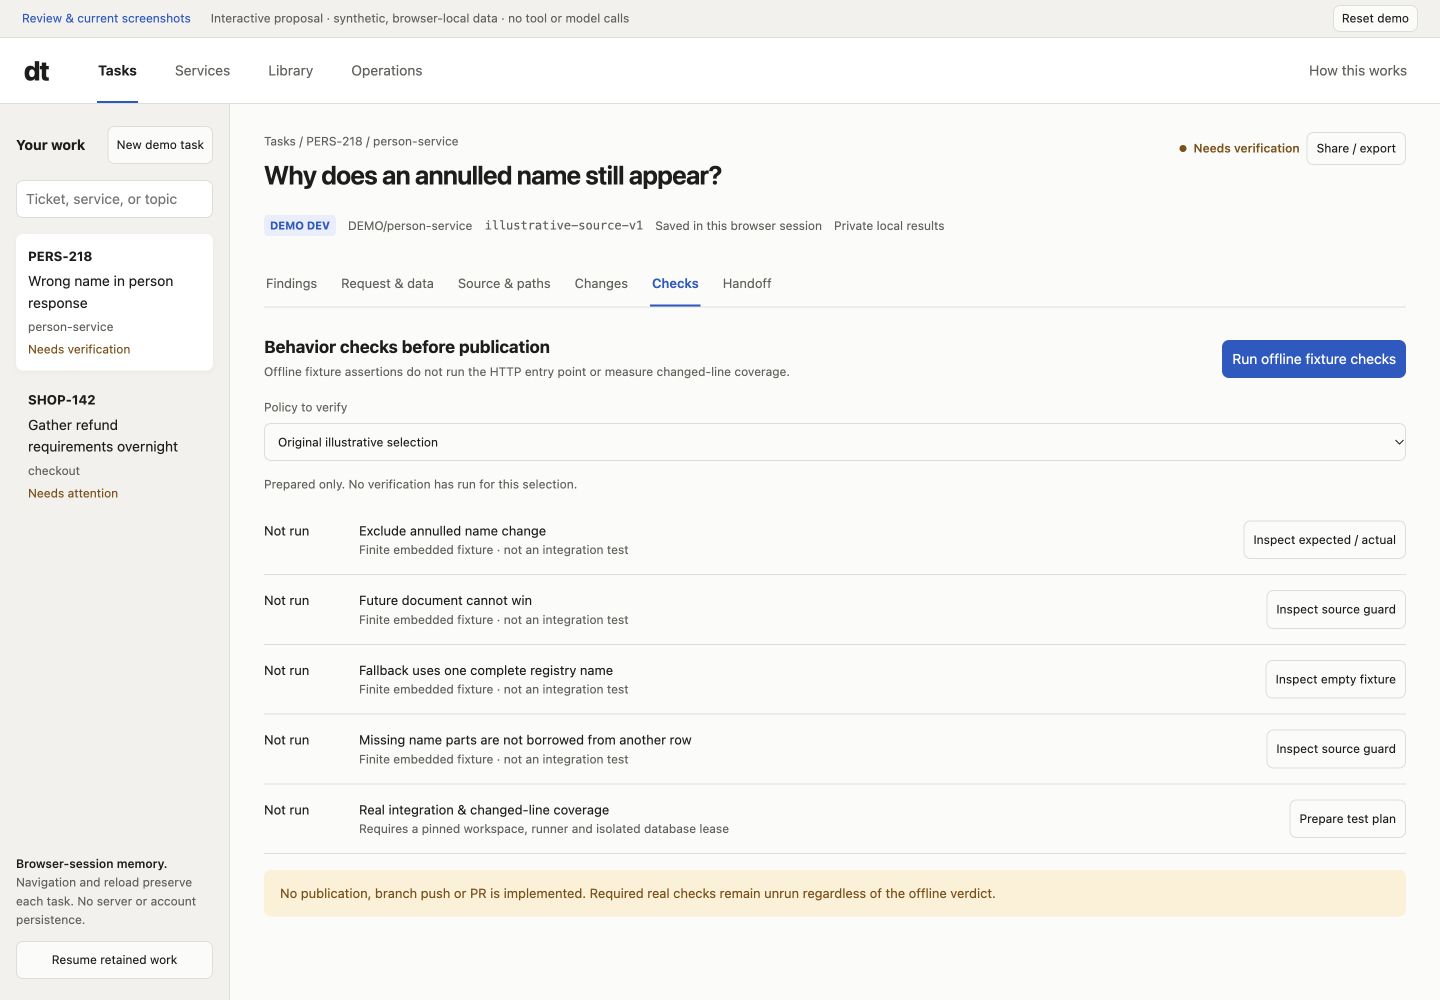 Review & current screenshots
Interactive proposal · synthetic, browser-local data · no tool or model calls
Reset demo
dt
Tasks
Services
Library
Operations
How this works
Your work
New demo task
Ticket, service, or topic
PERS-218
Wrong name in person
response
person-service
Needs verification
SHOP-142
Gather refund
requirements overnight
checkout
Needs attention
Browser-session memory.
Navigation and reload preserve
each task. No server or account
persistence.
Resume retained work
Tasks / PERS-218 / person-service
Why does an annulled name still appear?
Needs verification
Share / export
DEMO DEV
DEMO/person-service
illustrative-source-v1
Saved in this browser session
Private local results
Findings
Request & data
Source & paths
Changes
Checks
Handoff
Behavior checks before publication
Offline fixture assertions do not run the HTTP entry point or measure changed-line coverage.
Run offline fixture checks
Policy to verify
Original illustrative selection
Prepared only. No verification has run for this selection.
Not run
Exclude annulled name change
Finite embedded fixture · not an integration test
Inspect expected / actual
Not run
Future document cannot win
Finite embedded fixture · not an integration test
Inspect source guard
Not run
Fallback uses one complete registry name
Finite embedded fixture · not an integration test
Inspect empty fixture
Not run
Missing name parts are not borrowed from another row
Finite embedded fixture · not an integration test
Inspect source guard
Not run
Real integration & changed-line coverage
Requires a pinned workspace, runner and isolated database lease
Prepare test plan
No publication, branch push or PR is implemented. Required real checks remain unrun regardless of the offline verdict.